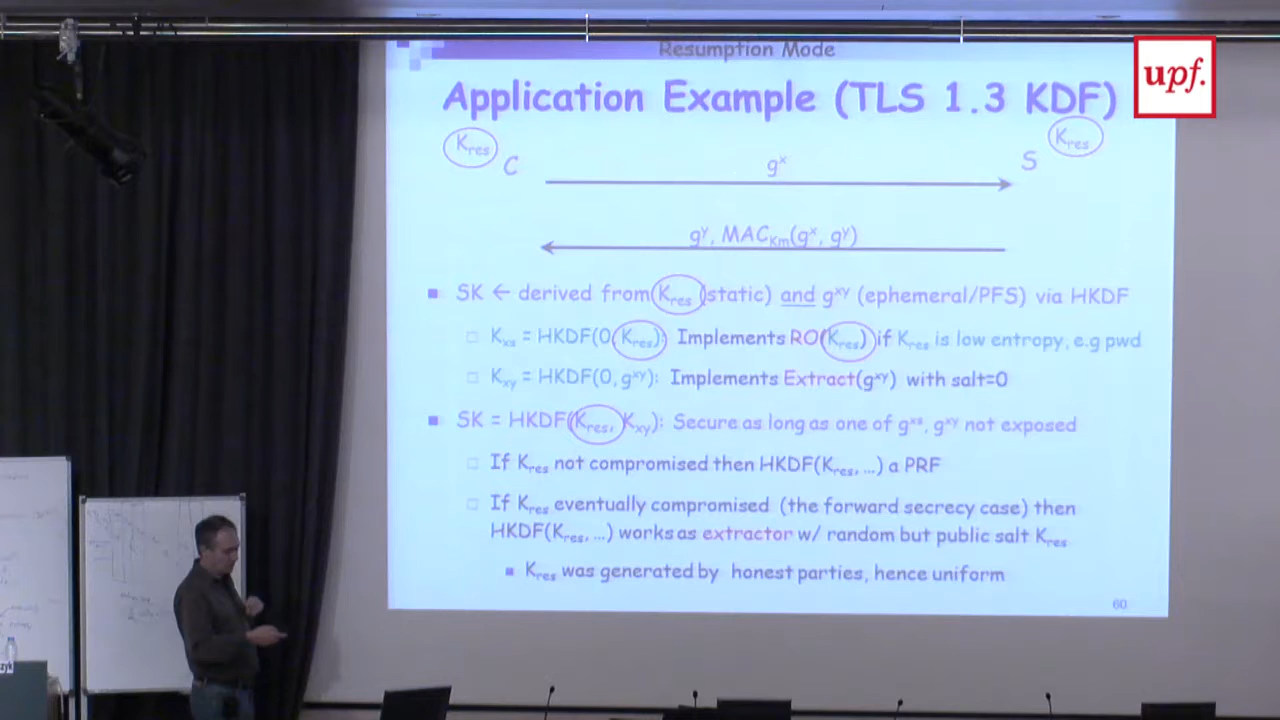 Resumption Mode
upf.
Application Example (TLS 1.3 KDF)
Kres
Kres
C
gˣ
S
gʸ, MACKm(gˣ, gʸ)
SK ← derived from Kres (static) and gˣʸ (ephemeral/PFS) via HKDF
Kxs = HKDF(0, Kres): Implements RO(Kres) if Kres is low entropy, e.g pwd
Kxy = HKDF(0, gˣʸ): Implements Extract(gˣʸ) with salt=0
SK = HKDF(Kres, Kxy): Secure as long as one of gˣˢ, gˣʸ not exposed
If Kres not compromised then HKDF(Kres, …) a PRF
If Kres eventually compromised (the forward secrecy case) then
HKDF(Kres, …) works as extractor w/ random but public salt Kres
Kres was generated by honest parties, hence uniform
60
zyk